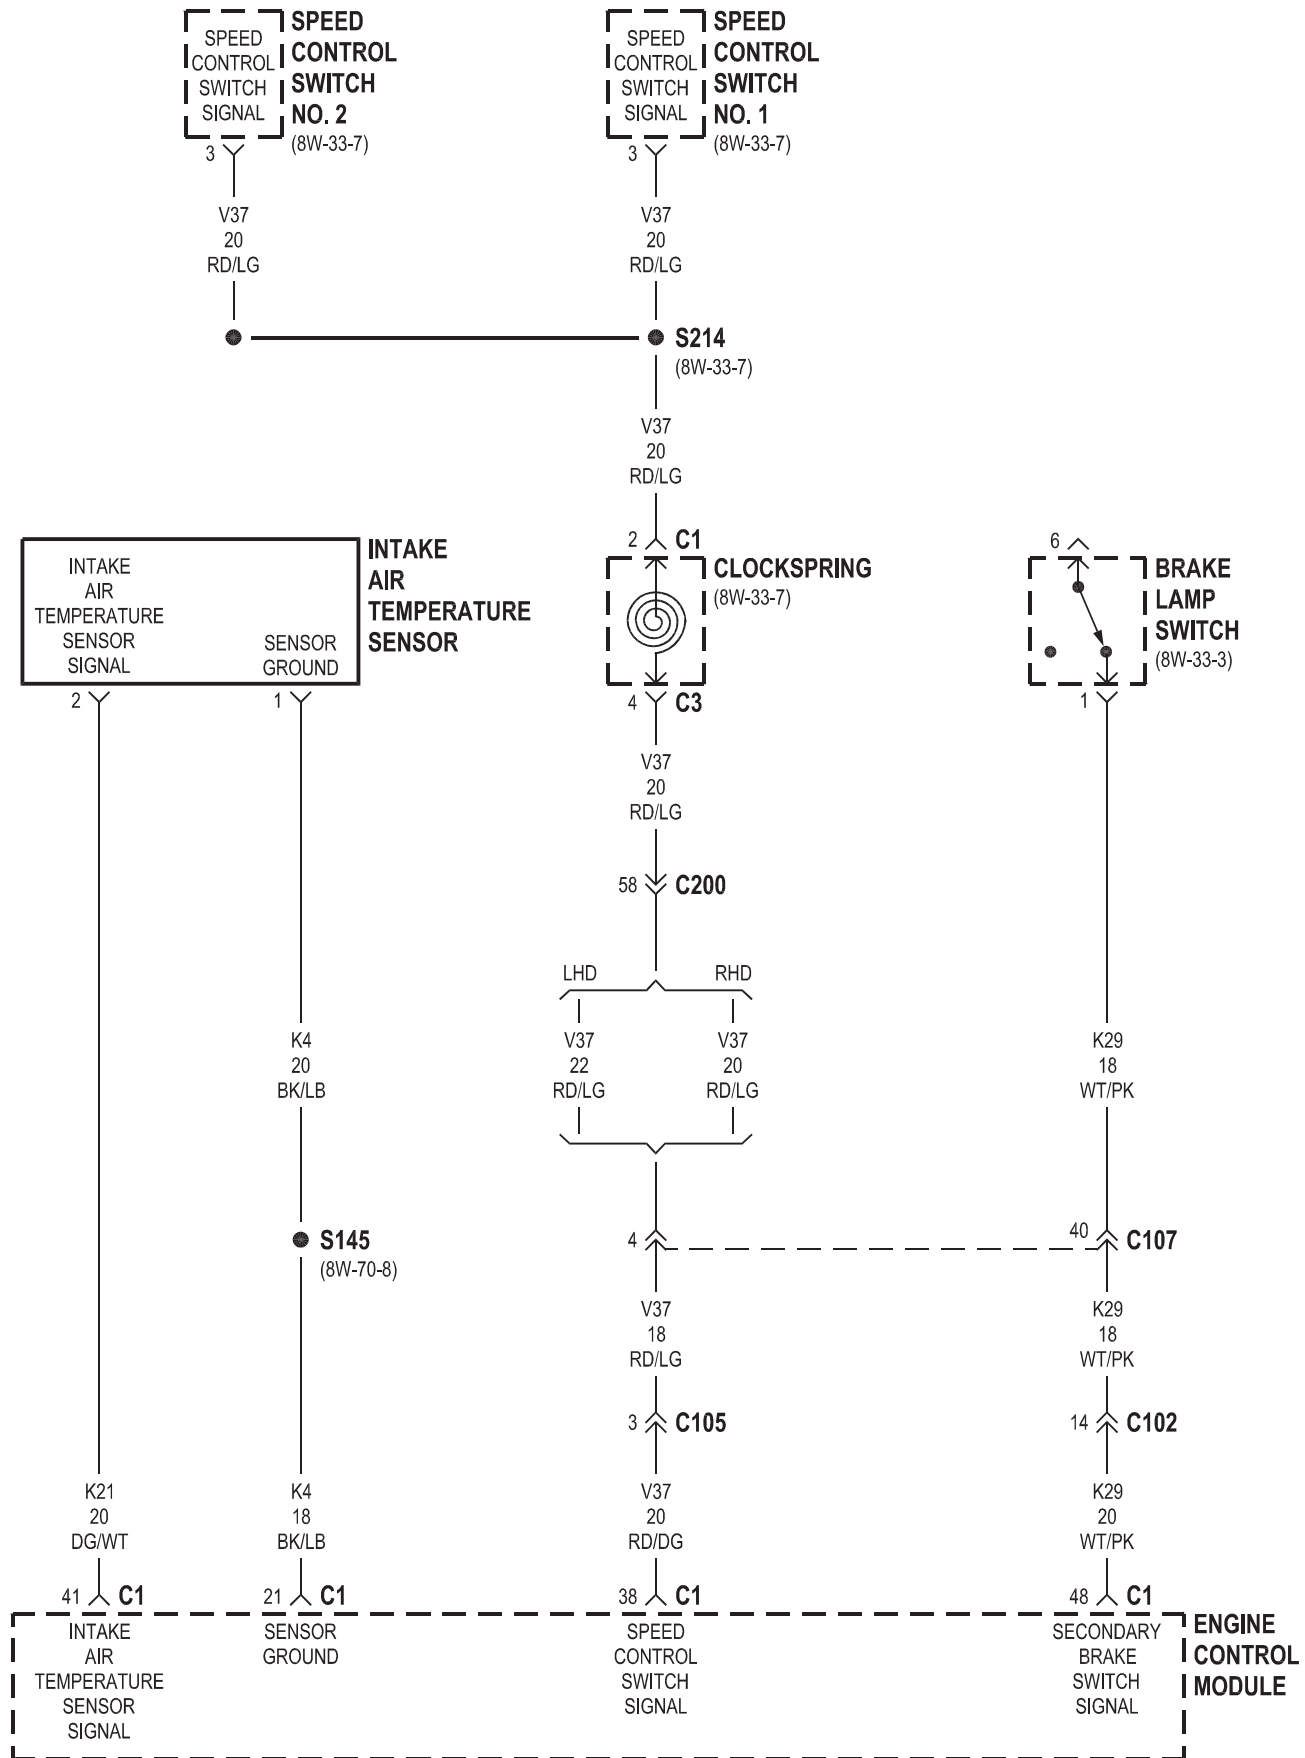 SPEED
CONTROL
SWITCH
SIGNAL
SPEED
CONTROL
SWITCH
NO. 2
(8W-33-7)
3
V37
20
RD/LG
SPEED
CONTROL
SWITCH
SIGNAL
SPEED
CONTROL
SWITCH
NO. 1
(8W-33-7)
3
V37
20
RD/LG
S214
(8W-33-7)
V37
20
RD/LG
2 C1
CLOCKSPRING
(8W-33-7)
4 C3
V37
20
RD/LG
58 C200
LHD RHD
V37
22
RD/LG
V37
20
RD/LG
4
V37
18
RD/LG
3 C105
V37
20
RD/DG
38 C1
SPEED
CONTROL
SWITCH
SIGNAL
INTAKE
AIR
TEMPERATURE
SENSOR
SIGNAL
SENSOR
GROUND
INTAKE
AIR
TEMPERATURE
SENSOR
2
1
K4
20
BK/LB
S145
(8W-70-8)
K21
20
DG/WT
K4
18
BK/LB
41 C1
21 C1
INTAKE
AIR
TEMPERATURE
SENSOR
SIGNAL
SENSOR
GROUND
6
BRAKE
LAMP
SWITCH
(8W-33-3)
1
K29
18
WT/PK
40 C107
K29
18
WT/PK
14 C102
K29
20
WT/PK
48 C1
SECONDARY
BRAKE
SWITCH
SIGNAL
ENGINE
CONTROL
MODULE